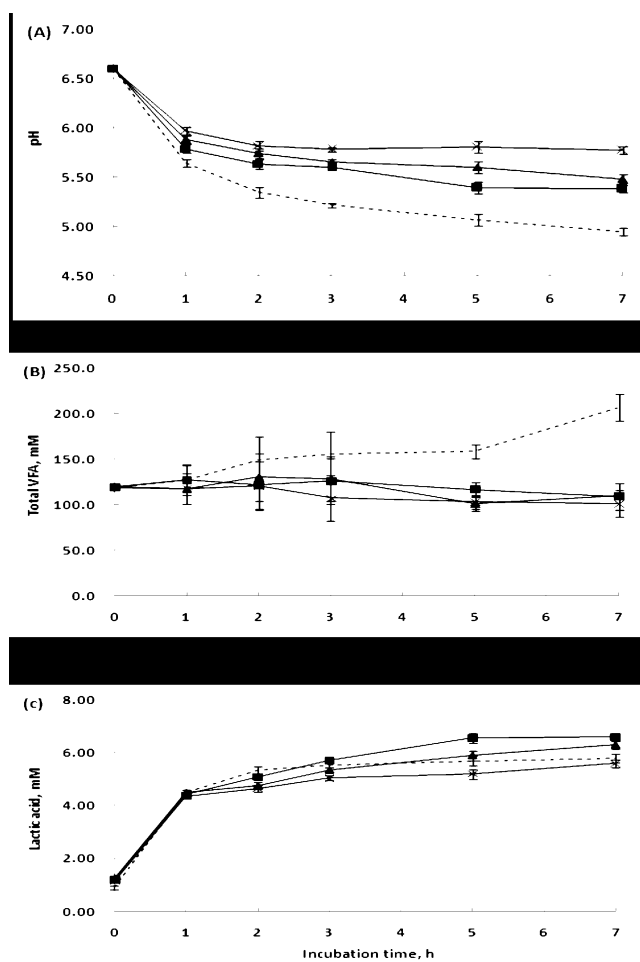 (A)
7.00
6.50
6.00
5.50
5.00
4.50
pH
0 1 2 3 4 5 6 7
(B)
250.0
200.0
150.0
100.0
50.0
0.0
Total VFA, mM
0 1 2 3 4 5 6 7
(c)
8.00
6.00
4.00
2.00
0.00
Lactic acid, mM
0 1 2 3 4 5 6 7
Incubation time, h